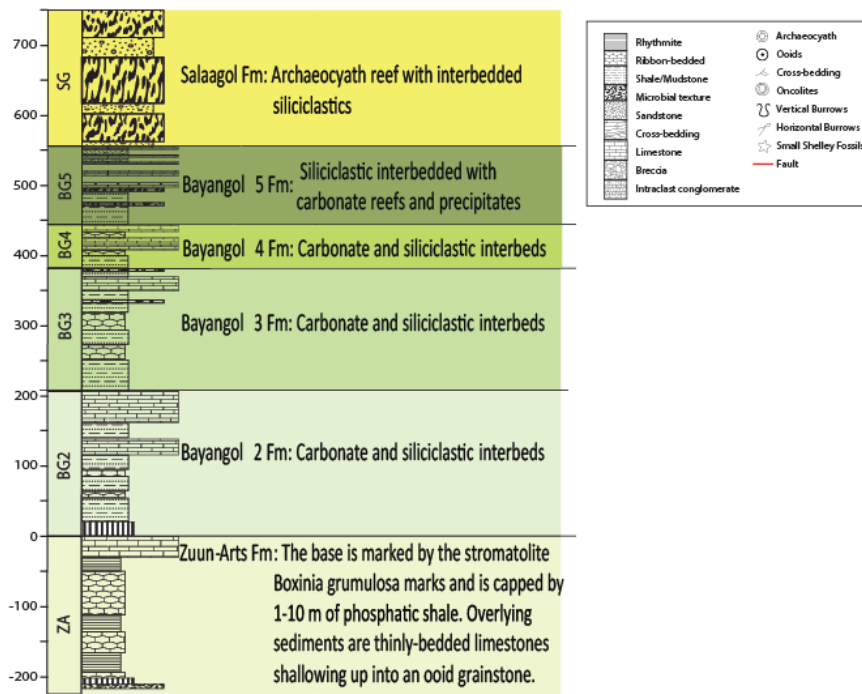 750
700
600
500
400
300
200
100
0
-100
-200
SG
BG5
BG4
BG3
BG2
ZA
Salaagol Fm: Archaeocyath reef with interbedded
siliciclastics
Bayangol 5 Fm: Siliciclastic interbedded with
carbonate reefs and precipitates
Bayangol 4 Fm: Carbonate and siliciclastic interbeds
Bayangol 3 Fm: Carbonate and siliciclastic interbeds
Bayangol 2 Fm: Carbonate and siliciclastic interbeds
Zuun-Arts Fm: The base is marked by the stromatolite
Boxinia grumulosa marks and is capped by
1-10 m of phosphatic shale. Overlying
sediments are thinly-bedded limestones
shallowing up into an ooid grainstone.
Rhythmite
Ribbon-bedded
Shale/Mudstone
Microbial texture
Sandstone
Cross-bedding
Limestone
Breccia
Intraclast conglomerate
Archaeocyath
Ooids
Cross-bedding
Oncolites
Vertical Burrows
Horizontal Burrows
Small Shelley Fossils
Fault